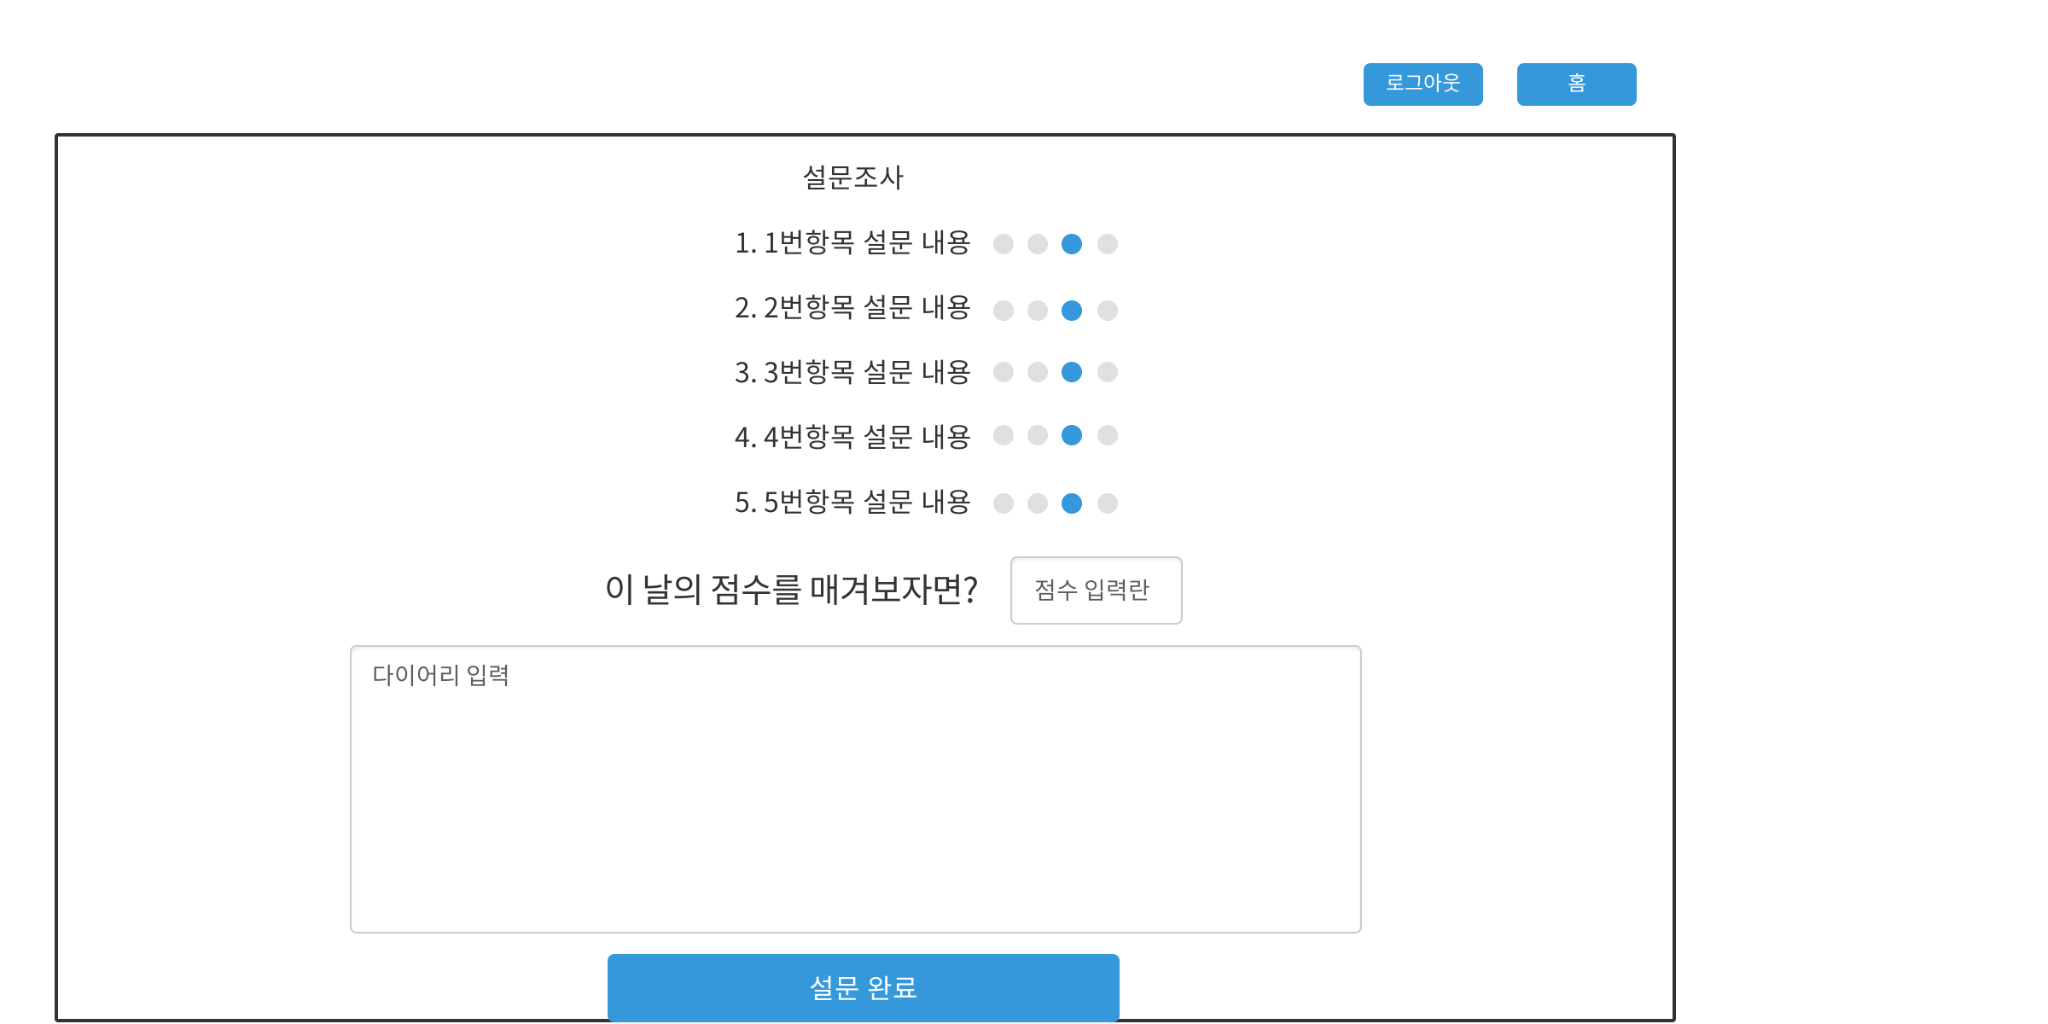 로그아웃 홈
설문조사
1. 1번항목 설문 내용
2. 2번항목 설문 내용
3. 3번항목 설문 내용
4. 4번항목 설문 내용
5. 5번항목 설문 내용
이 날의 점수를 매겨보자면? 점수 입력란
다이어리 입력
설문 완료